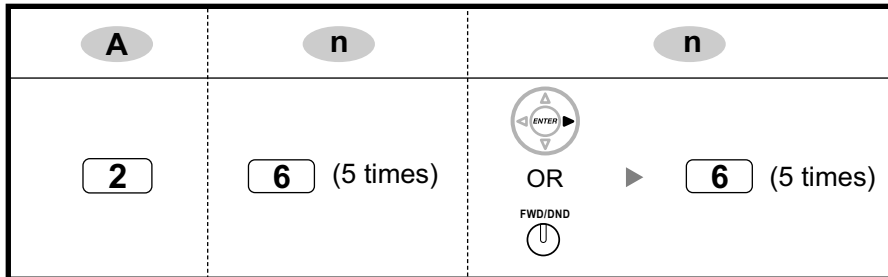 A n n
ENTER
2 6 (5 times) OR 6 (5 times)
FWD/DND